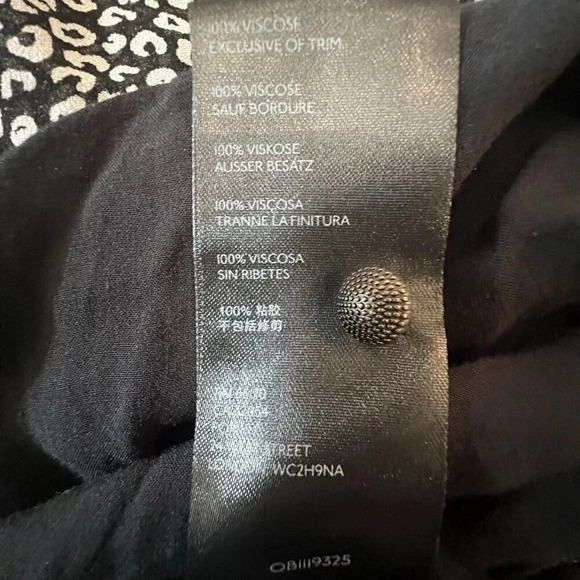 100% VISCOSE
EXCLUSIVE OF TRIM
100% VISCOSE
SAUF BORDURE
100% VISKOSE
AUSSER BESATZ
100% VISCOSA
TRANNE LA FINITURA
100% VISCOSA
SIN RIBETES
100% 粘胶
不包括修剪
STREET
WC2H9NA
OBIII9325